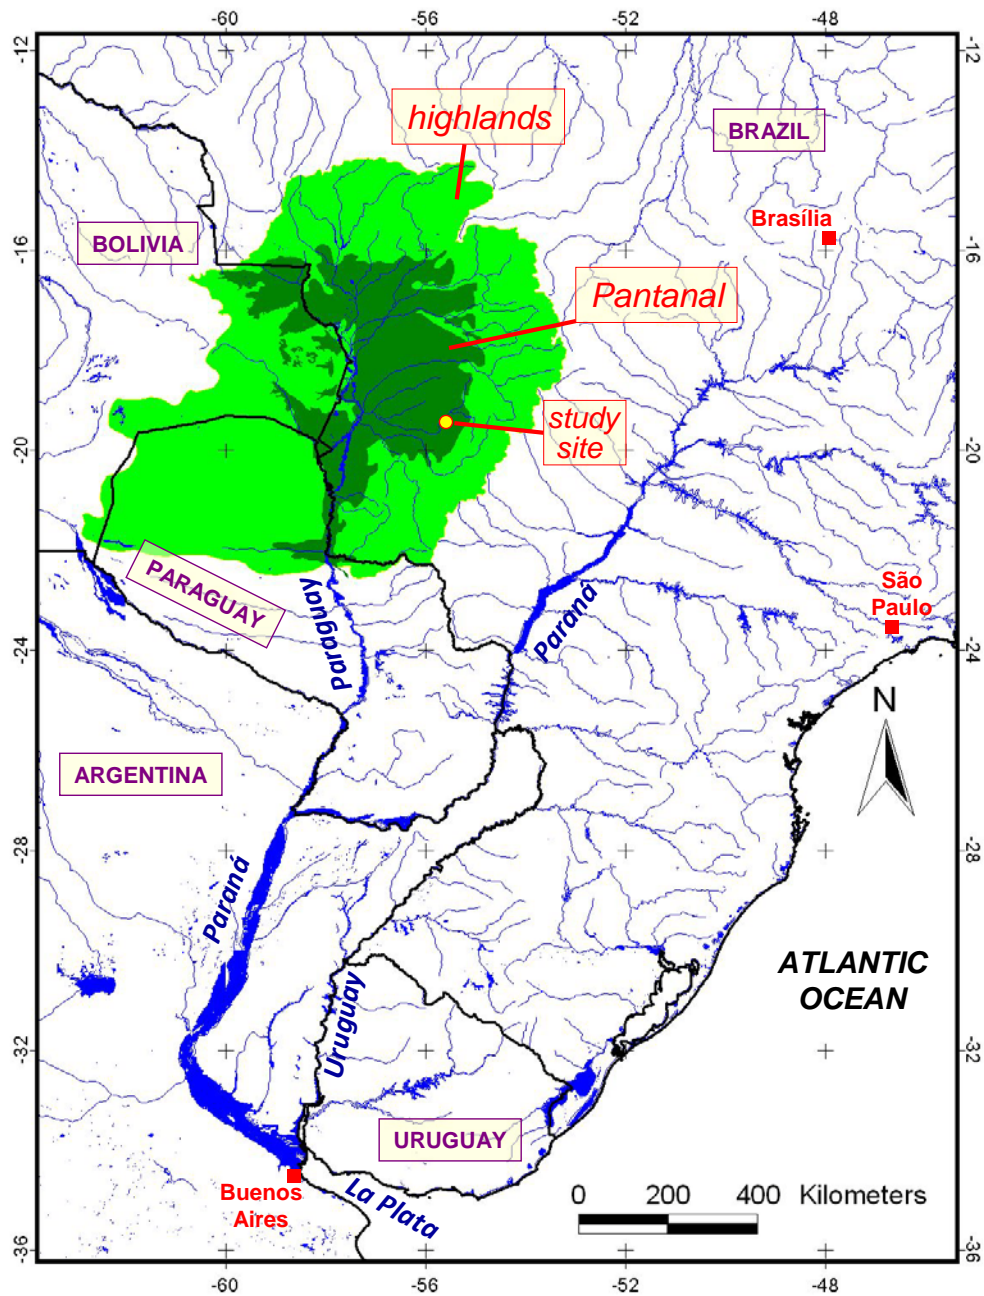 -60 -56 -52 -48
-12 -12
highlands
BRAZIL
Brasília
BOLIVIA
-16
Pantanal
study
site
-20 -20
PARAGUAY
Paraguay
Paraná
São
Paulo
-24 -24
N
ARGENTINA
-28 -28
Paraná
Uruguay
ATLANTIC
OCEAN
-32 -32
URUGUAY
Buenos
Aires
La Plata
0 200 400 Kilometers
-36 -36
-60 -56 -52 -48
-16